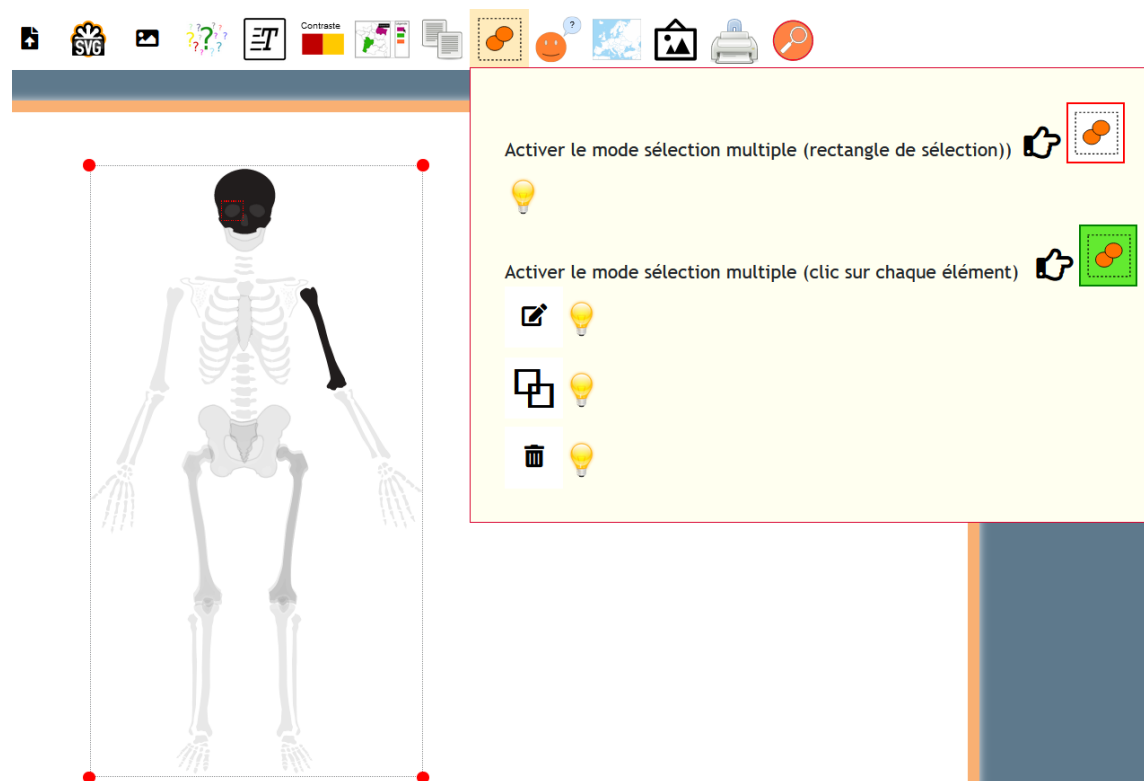 SVG
Contraste
Activer le mode sélection multiple (rectangle de sélection))
Activer le mode sélection multiple (clic sur chaque élément)